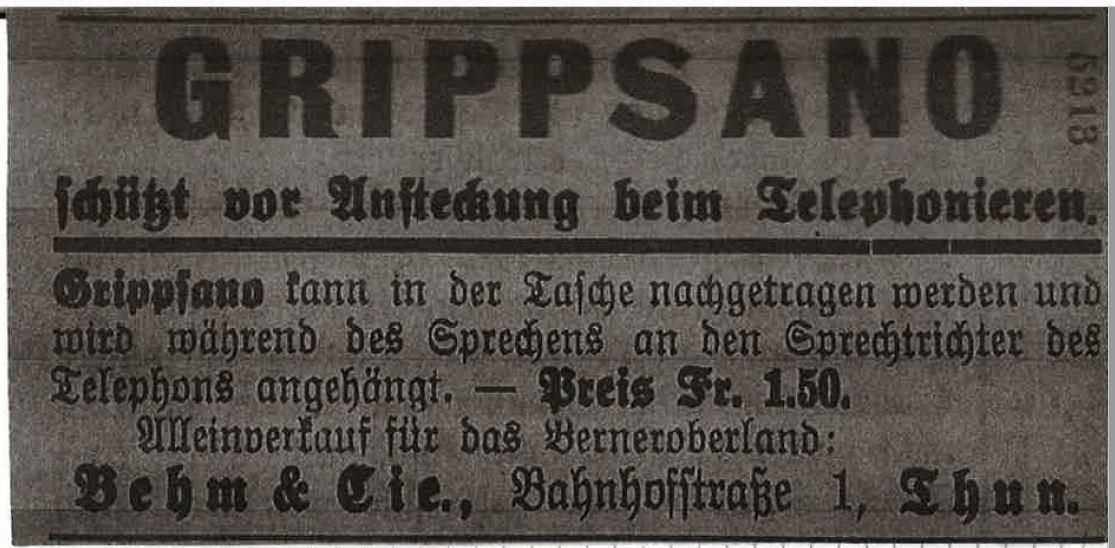 GRIPPSANO
5213
schützt vor Ansteckung beim Telephonieren.
Grippsano kann in der Tasche nachgetragen werden und
wird während des Sprechens an den Sprechtrichter des
Telephons angehängt. — Preis Fr. 1.50.
Alleinverkauf für das Berneroberland:
Behm & Cie., Bahnhofstraße 1, Thun.